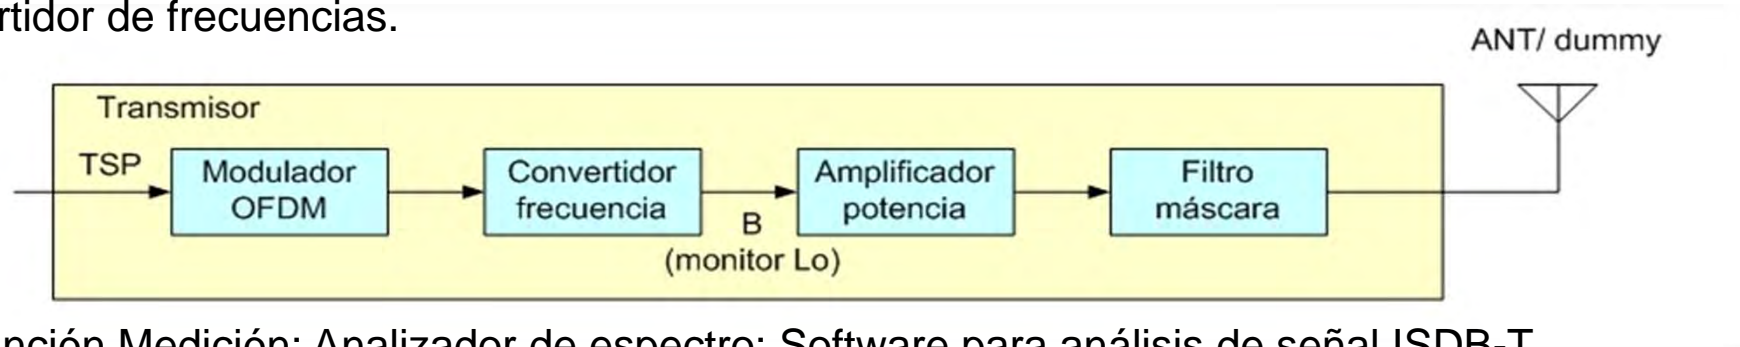 rtidor de frecuencias.
ANT/ dummy
Transmisor
TSP
Modulador
OFDM
Convertidor
frecuencia
B
(monitor Lo)
Amplificador
potencia
Filtro
máscara
nción Medición: Analizador de espectro; Software para análisis de señal ISDB-T